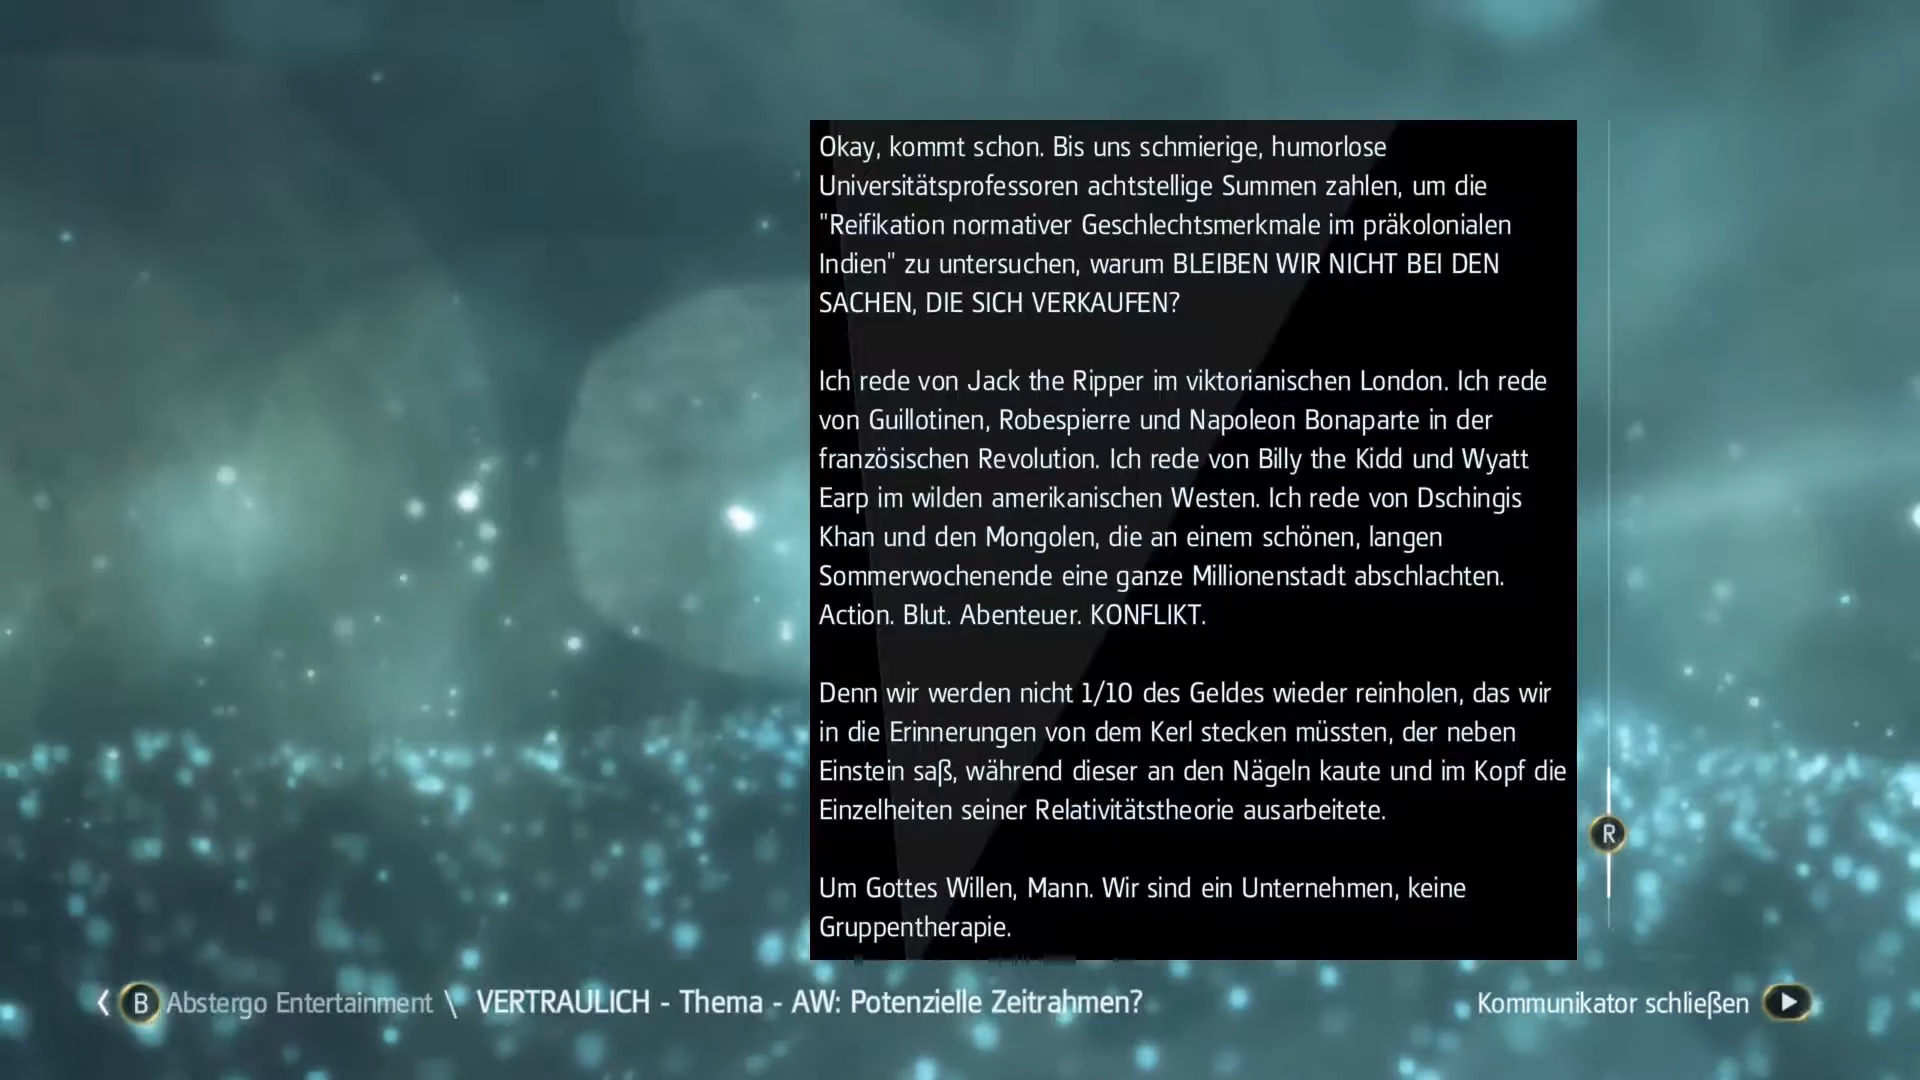 Okay, kommt schon. Bis uns schmierige, humorlose
Universitätsprofessoren achtstellige Summen zahlen, um die
"Reifikation normativer Geschlechtsmerkmale im präkolonialen
Indien" zu untersuchen, warum BLEIBEN WIR NICHT BEI DEN
SACHEN, DIE SICH VERKAUFEN?
Ich rede von Jack the Ripper im viktorianischen London. Ich rede
von Guillotinen, Robespierre und Napoleon Bonaparte in der
französischen Revolution. Ich rede von Billy the Kidd und Wyatt
Earp im wilden amerikanischen Westen. Ich rede von Dschingis
Khan und den Mongolen, die an einem schönen, langen
Sommerwochenende eine ganze Millionenstadt abschlachten.
Action. Blut. Abenteuer. KONFLIKT.
Denn wir werden nicht 1/10 des Geldes wieder reinholen, das wir
in die Erinnerungen von dem Kerl stecken müssten, der neben
Einstein saß, während dieser an den Nägeln kaute und im Kopf die
Einzelheiten seiner Relativitätstheorie ausarbeitete.
R
Um Gottes Willen, Mann. Wir sind ein Unternehmen, keine
Gruppentherapie.
B Abstergo Entertainment \ VERTRAULICH - Thema - AW: Potenzielle Zeitrahmen?
Kommunikator schließen